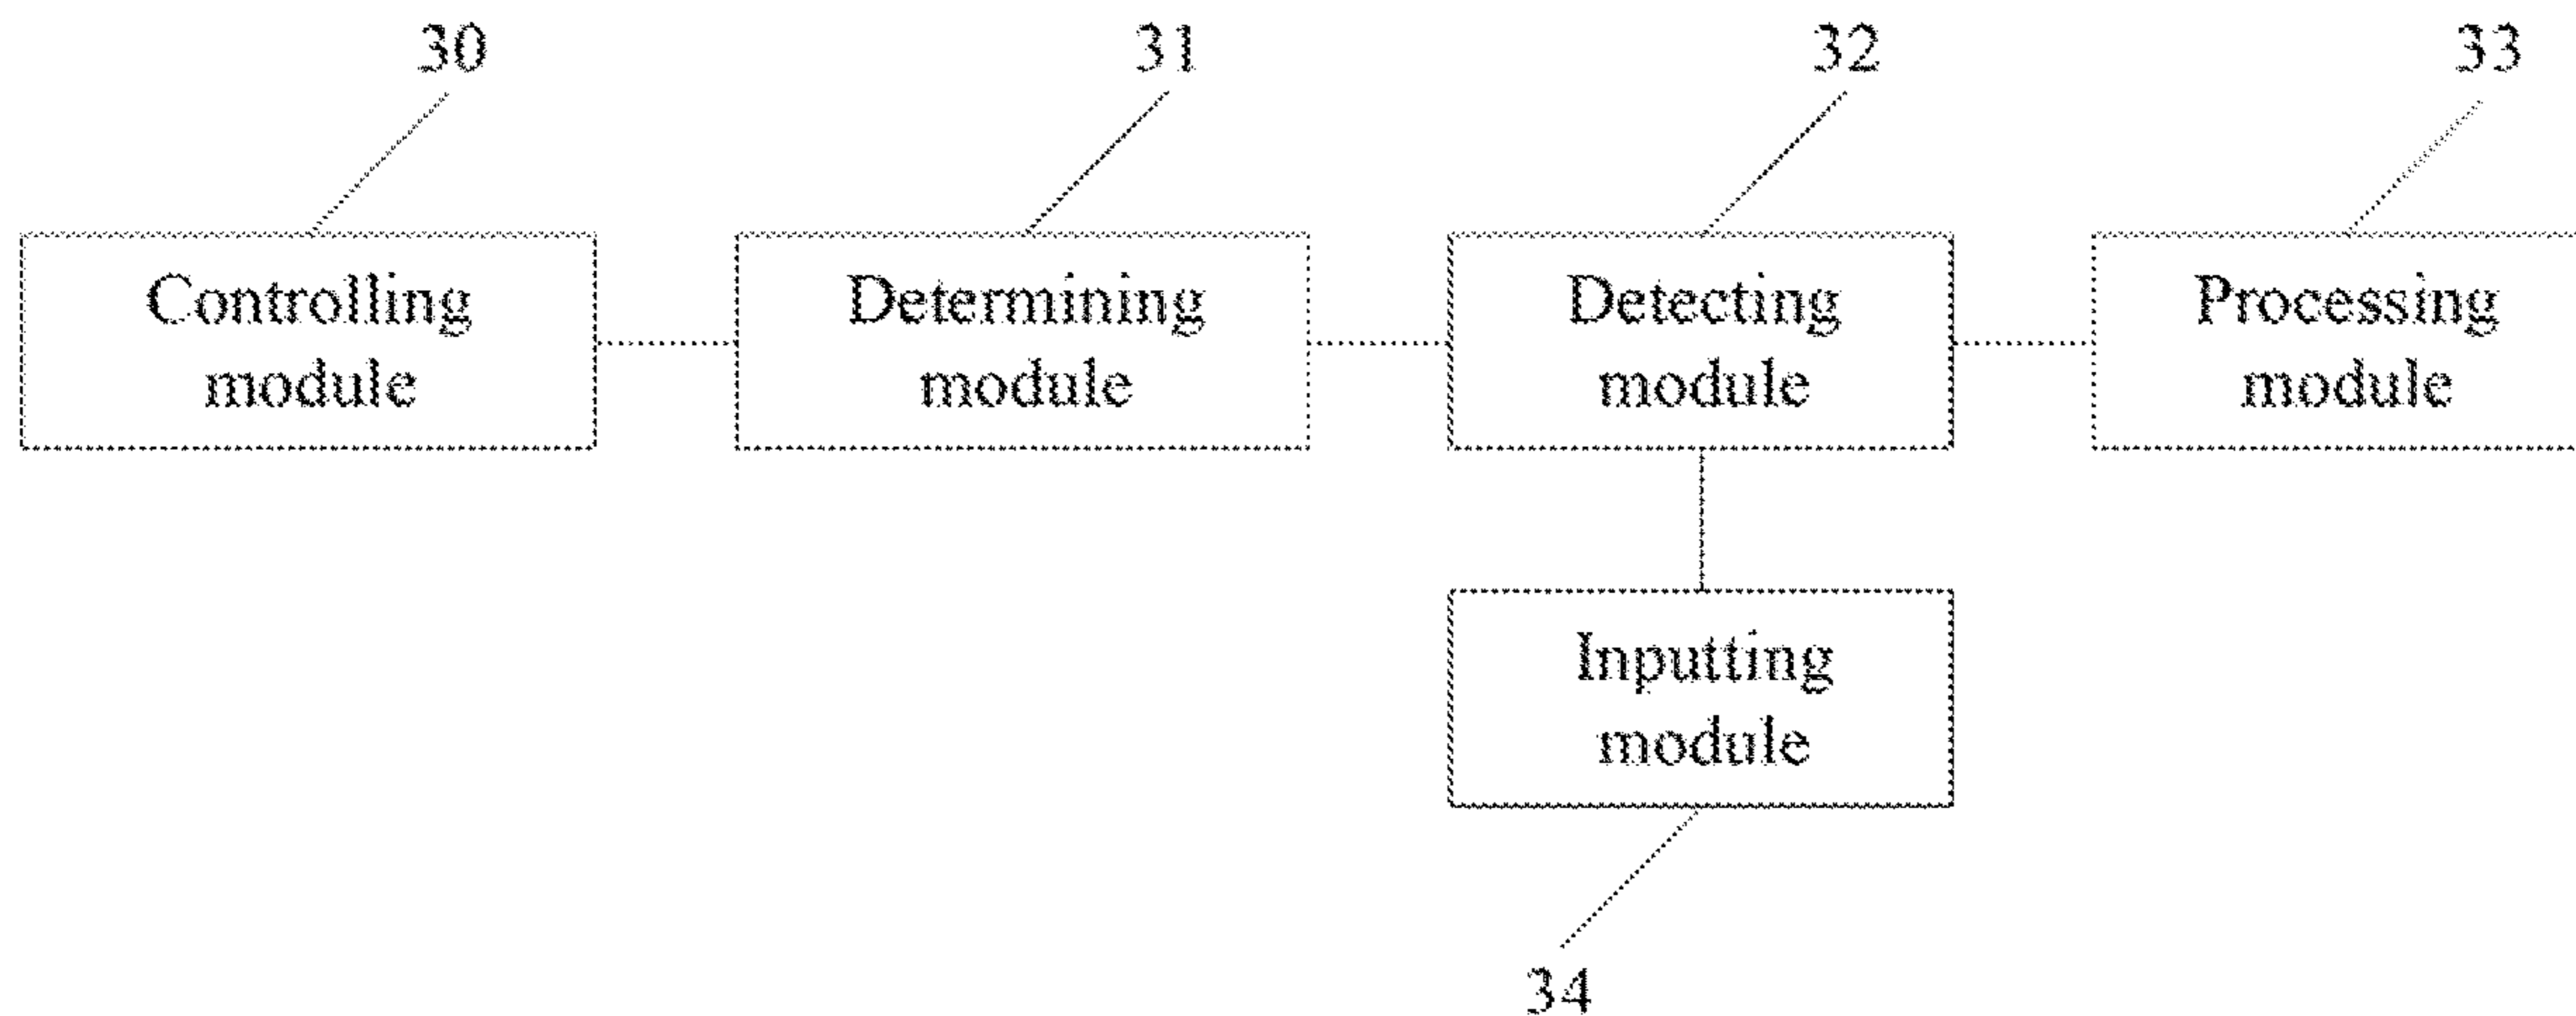 30
31
32
33
Controlling
module
Determining
module
Detecting
module
Processing
module
Inputting
module
34